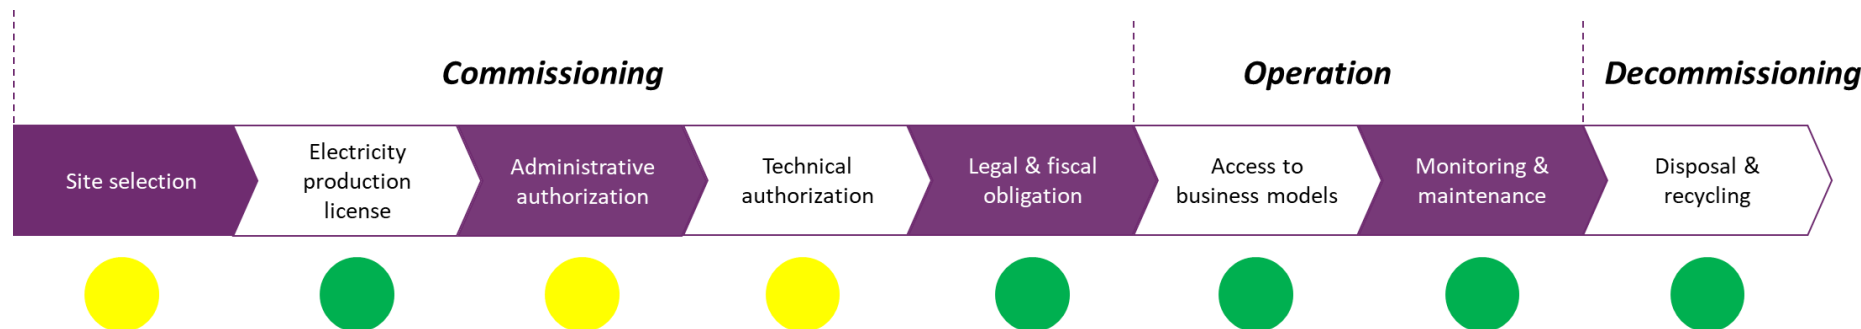 Commissioning
Operation
Decommissioning
Site selection
Electricity
production
license
Administrative
authorization
Technical
authorization
Legal & fiscal
obligation
Access to
business models
Monitoring &
maintenance
Disposal &
recycling